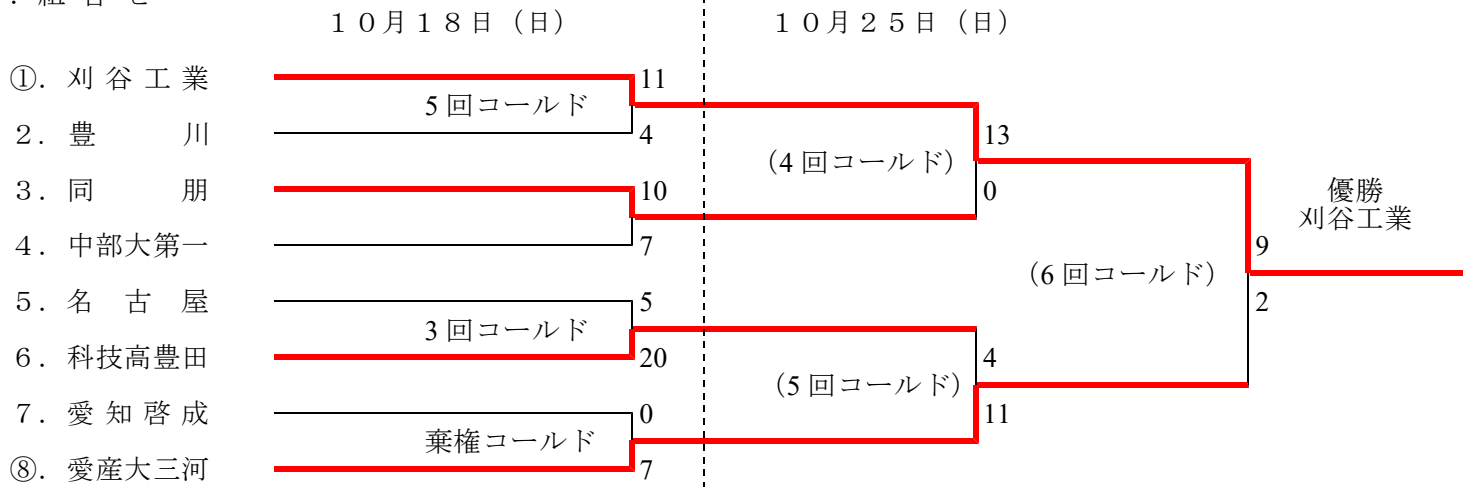 ．組 合 せ
１０月１８日（日）
１０月２５日（日）
①．刈 谷 工 業
２．豊　　　川
３．同　　　朋
４．中部大第一
５．名　古　屋
６．科技高豊田
７．愛 知 啓 成
⑧．愛産大三河
11
5 回コールド
4
10
7
5
3 回コールド
20
0
棄権コールド
7
13
（4 回コールド）
0
4
（5 回コールド）
11
9
（6 回コールド）
2
優勝
刈谷工業